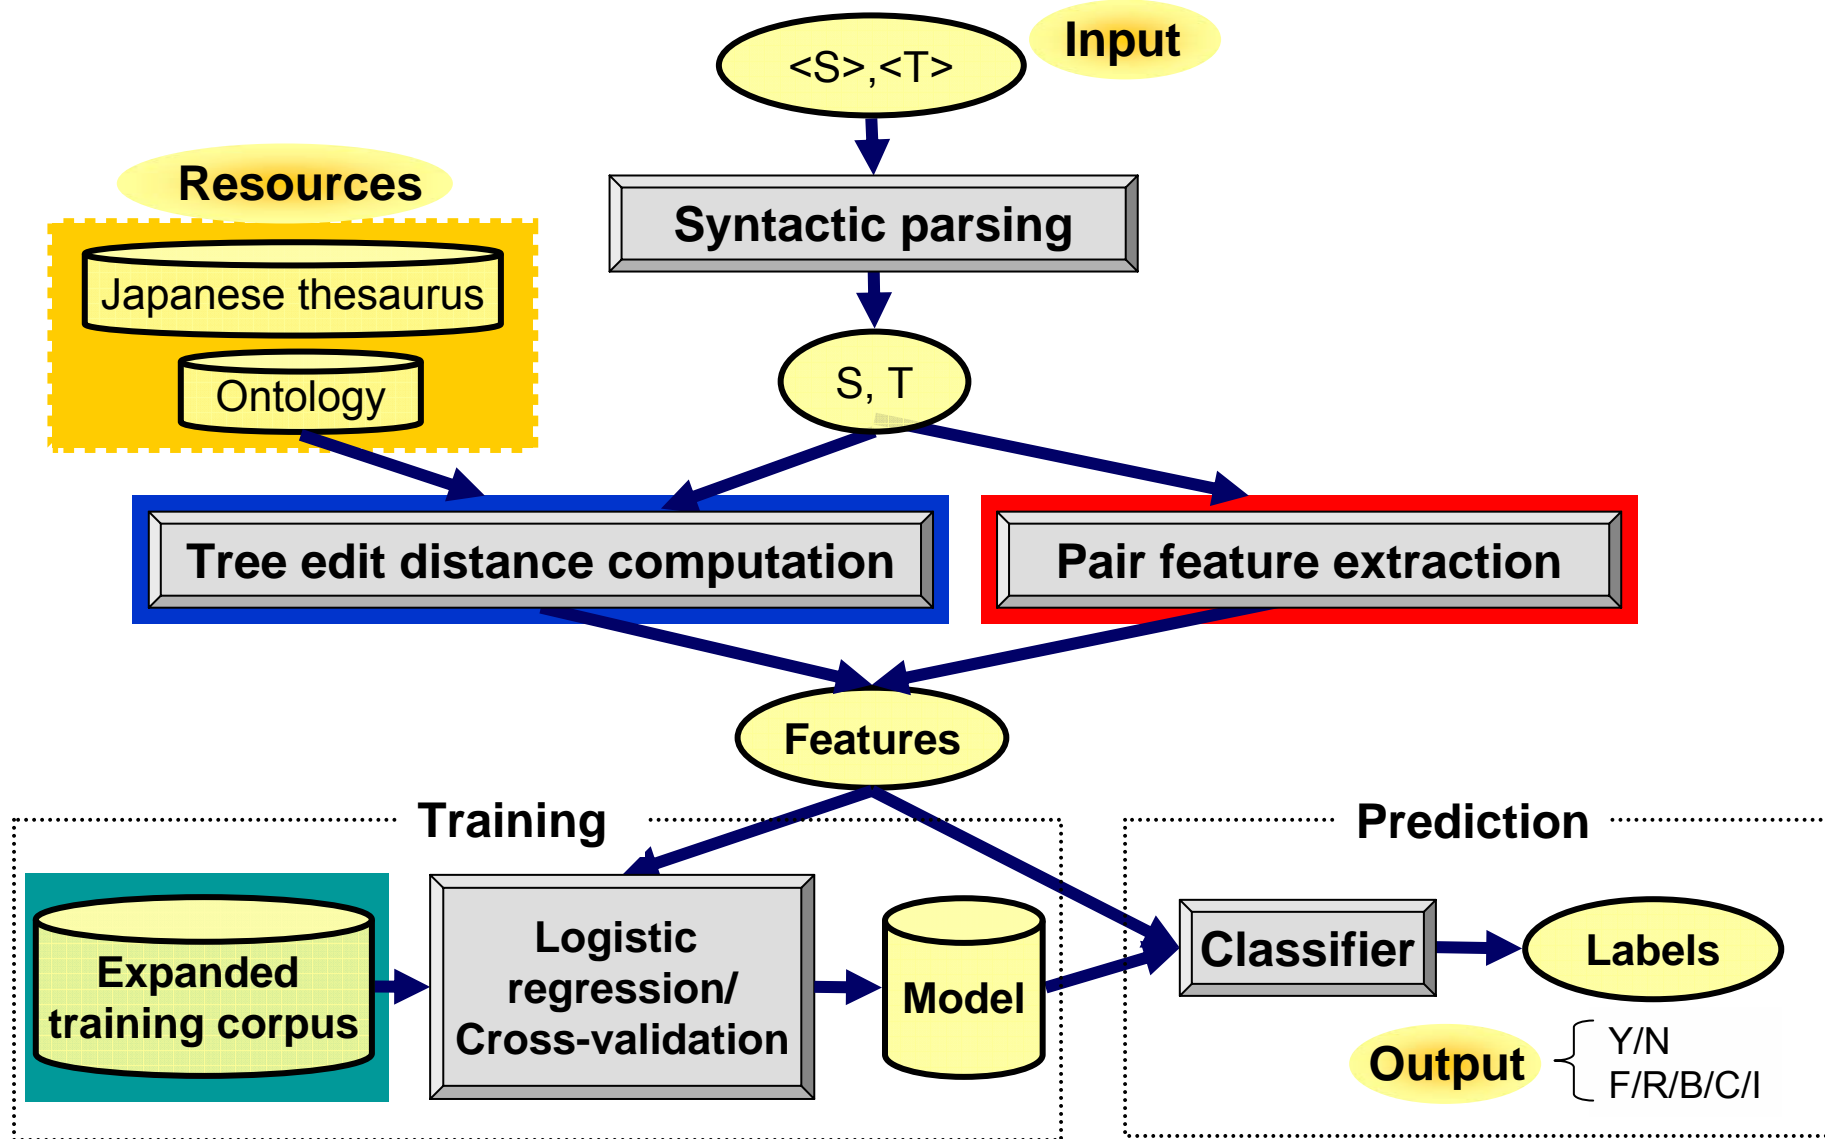 <S>,<T>
Input
Resources
Syntactic parsing
Japanese thesaurus
Ontology
S, T
Tree edit distance computation
Pair feature extraction
Features
Training
Prediction
Expanded
training corpus
Logistic
regression/
Cross-validation
Model
Classifier
Labels
Output
Y/N
F/R/B/C/I